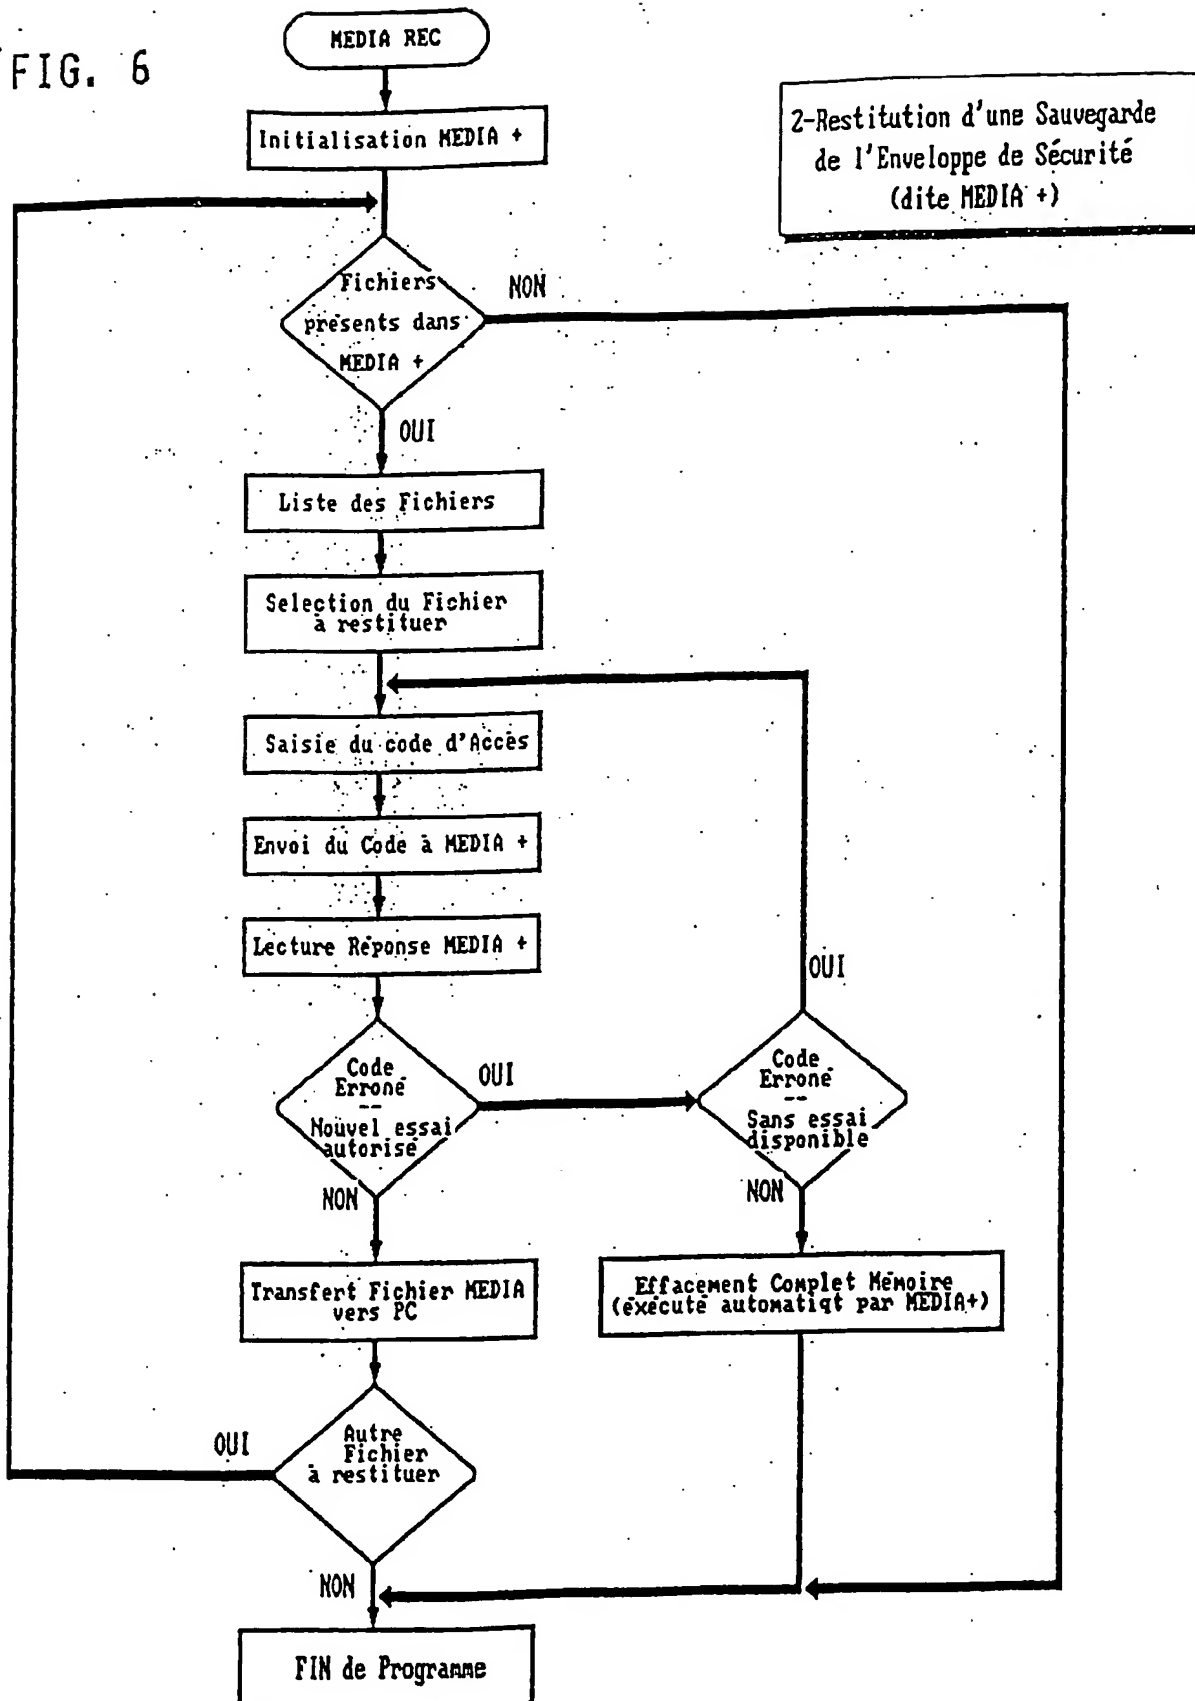 FIG. 6
MEDIA REC
Initialisation MEDIA +
2-Restitution d'une Sauvegarde
de l'Enveloppe de Sécurité
(dite MEDIA +)
Fichiers
présents dans
MEDIA +
NON
OUI
Liste des Fichiers
Selection du Fichier
à restituer
Saisie du code d'Accès
Envoi du Code à MEDIA +
Lecture Réponse MEDIA +
OUI
Code
Erroné
--
Nouvel essai
autorisé
OUI
Code
Erroné
--
Sans essai
disponible
NON
NON
Transfert Fichier MEDIA
vers PC
Effacement Complet Mémoire
(éxécuté automatiqt par MEDIA+)
OUI
Autre
Fichier
à restituer
NON
FIN de Programme